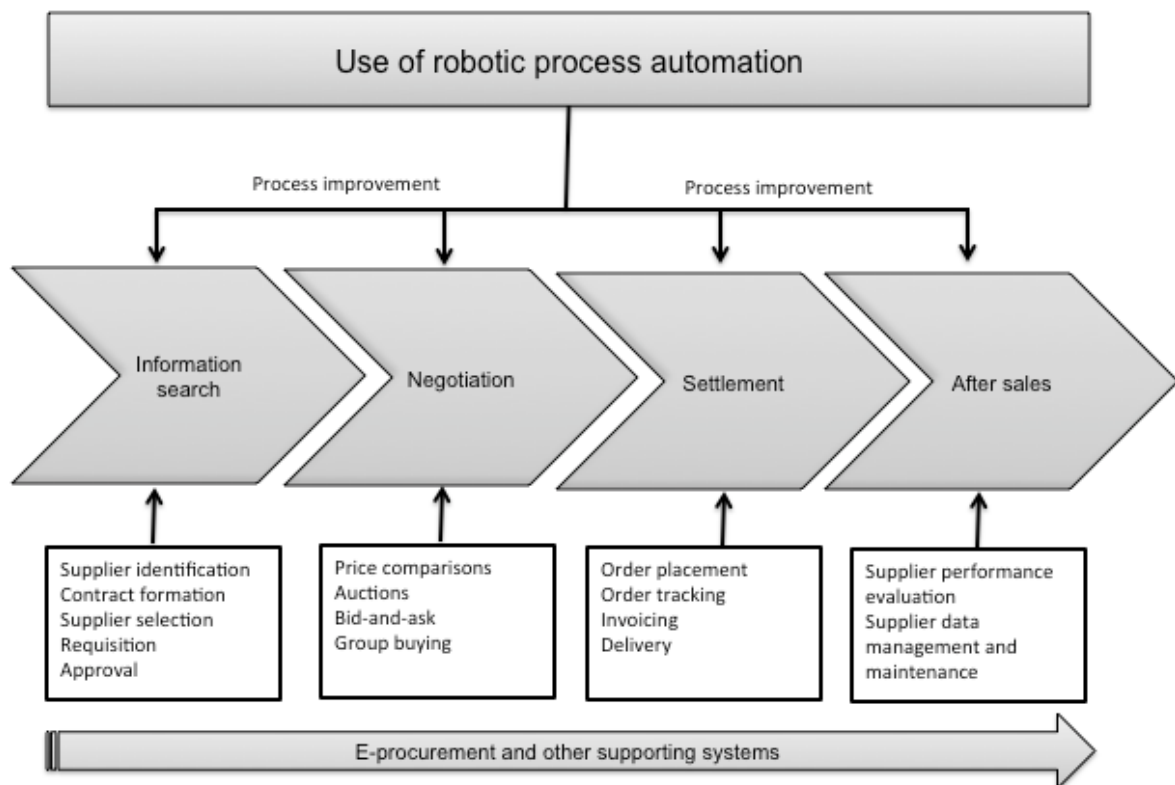 Use of robotic process automation
Process improvement
Process improvement
Information
search
Negotiation
Settlement
After sales
Supplier identification
Contract formation
Supplier selection
Requisition
Approval
Price comparisons
Auctions
Bid-and-ask
Group buying
Order placement
Order tracking
Invoicing
Delivery
Supplier performance
evaluation
Supplier data
management and
maintenance
E-procurement and other supporting systems